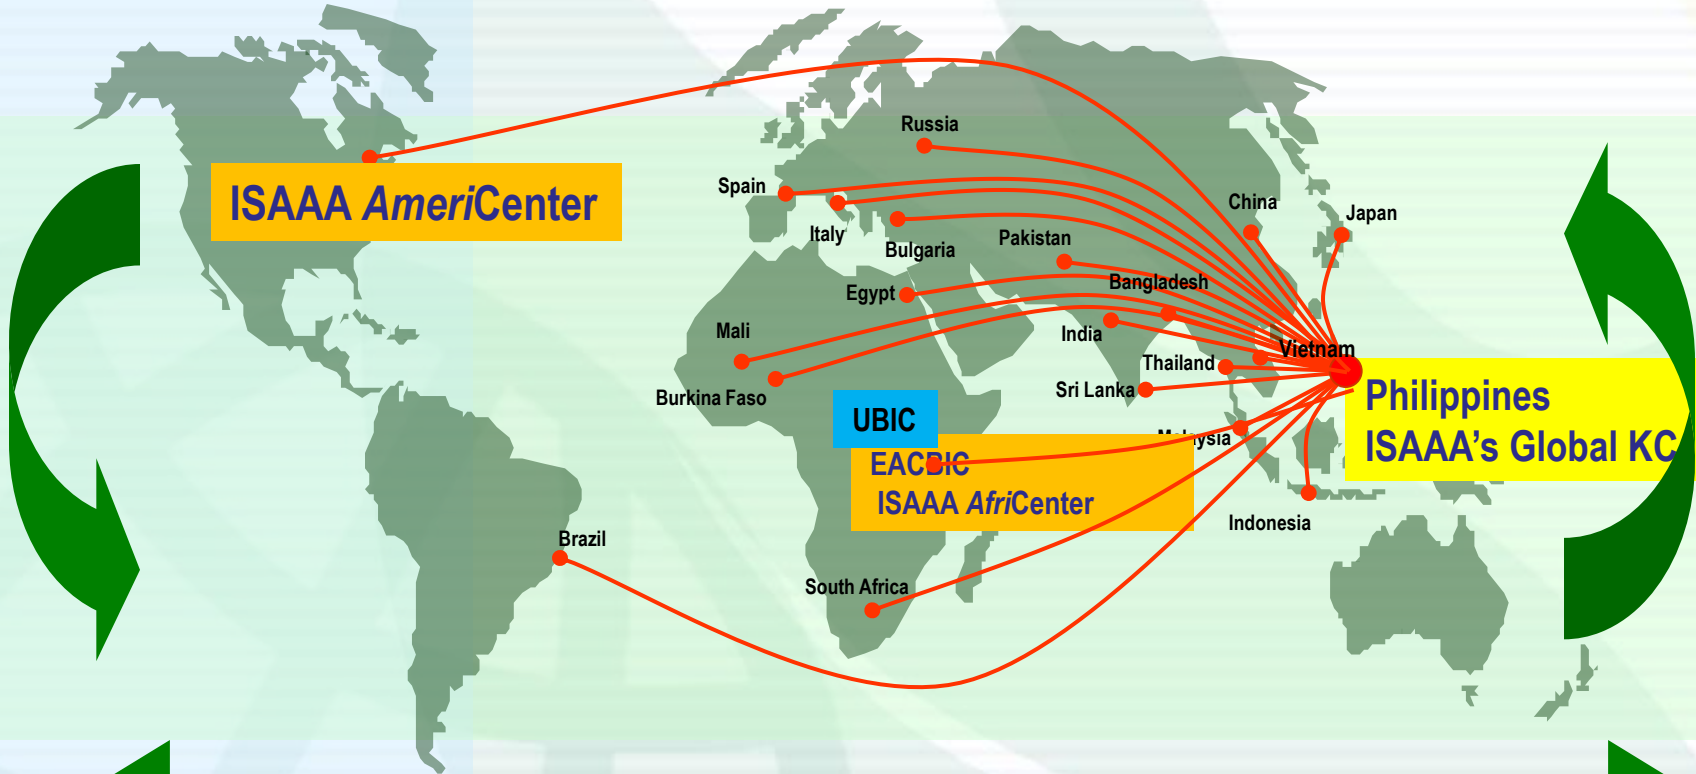 Russia
ISAAA AmeriCenter
Spain
China
Japan
Italy
Bulgaria
Pakistan
Egypt
Bangladesh
Mali
India
Vietnam
Thailand
Burkina Faso
Sri Lanka
Philippines
ISAAA's Global KC
UBIC
Malaysia
EACBIC
ISAAA AfriCenter
Indonesia
Brazil
South Africa